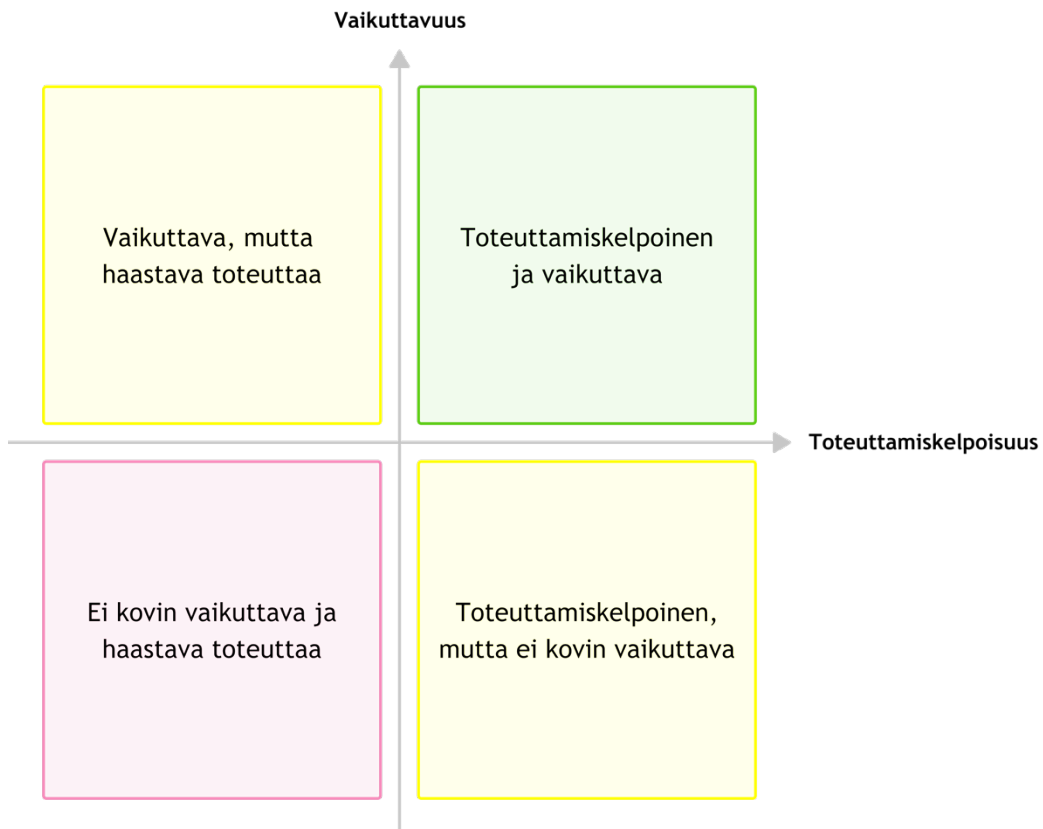 Vaikuttavuus
Vaikuttava, mutta
haastava toteuttaa
Toteuttamiskelpoinen
ja vaikuttava
Toteuttamiskelpoisuus
Ei kovin vaikuttava ja
haastava toteuttaa
Toteuttamiskelpoinen,
mutta ei kovin vaikuttava